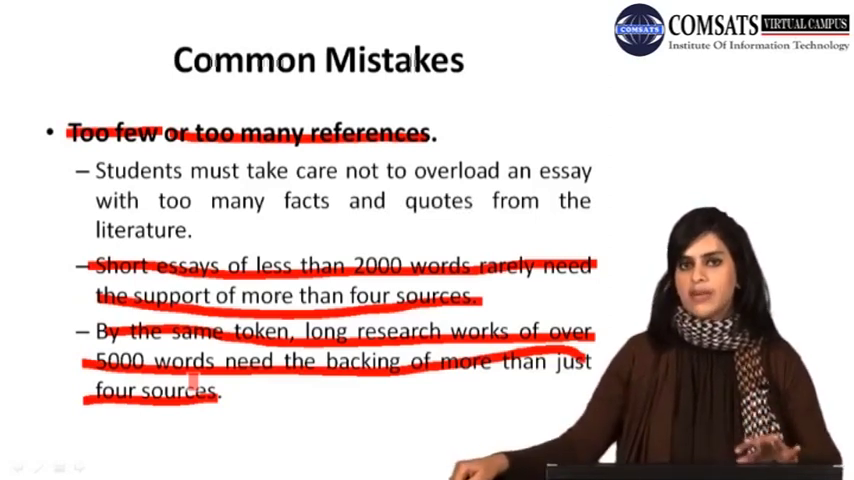 COMSATS VIRTUAL CAMPUS
COMSATS
Institute Of Information Technology
Common Mistakes
• Too few or too many references.
– Students must take care not to overload an essay
with too many facts and quotes from the
literature.
– Short essays of less than 2000 words rarely need
the support of more than four sources.
– By the same token, long research works of over
5000 words need the backing of more than just
four sources.